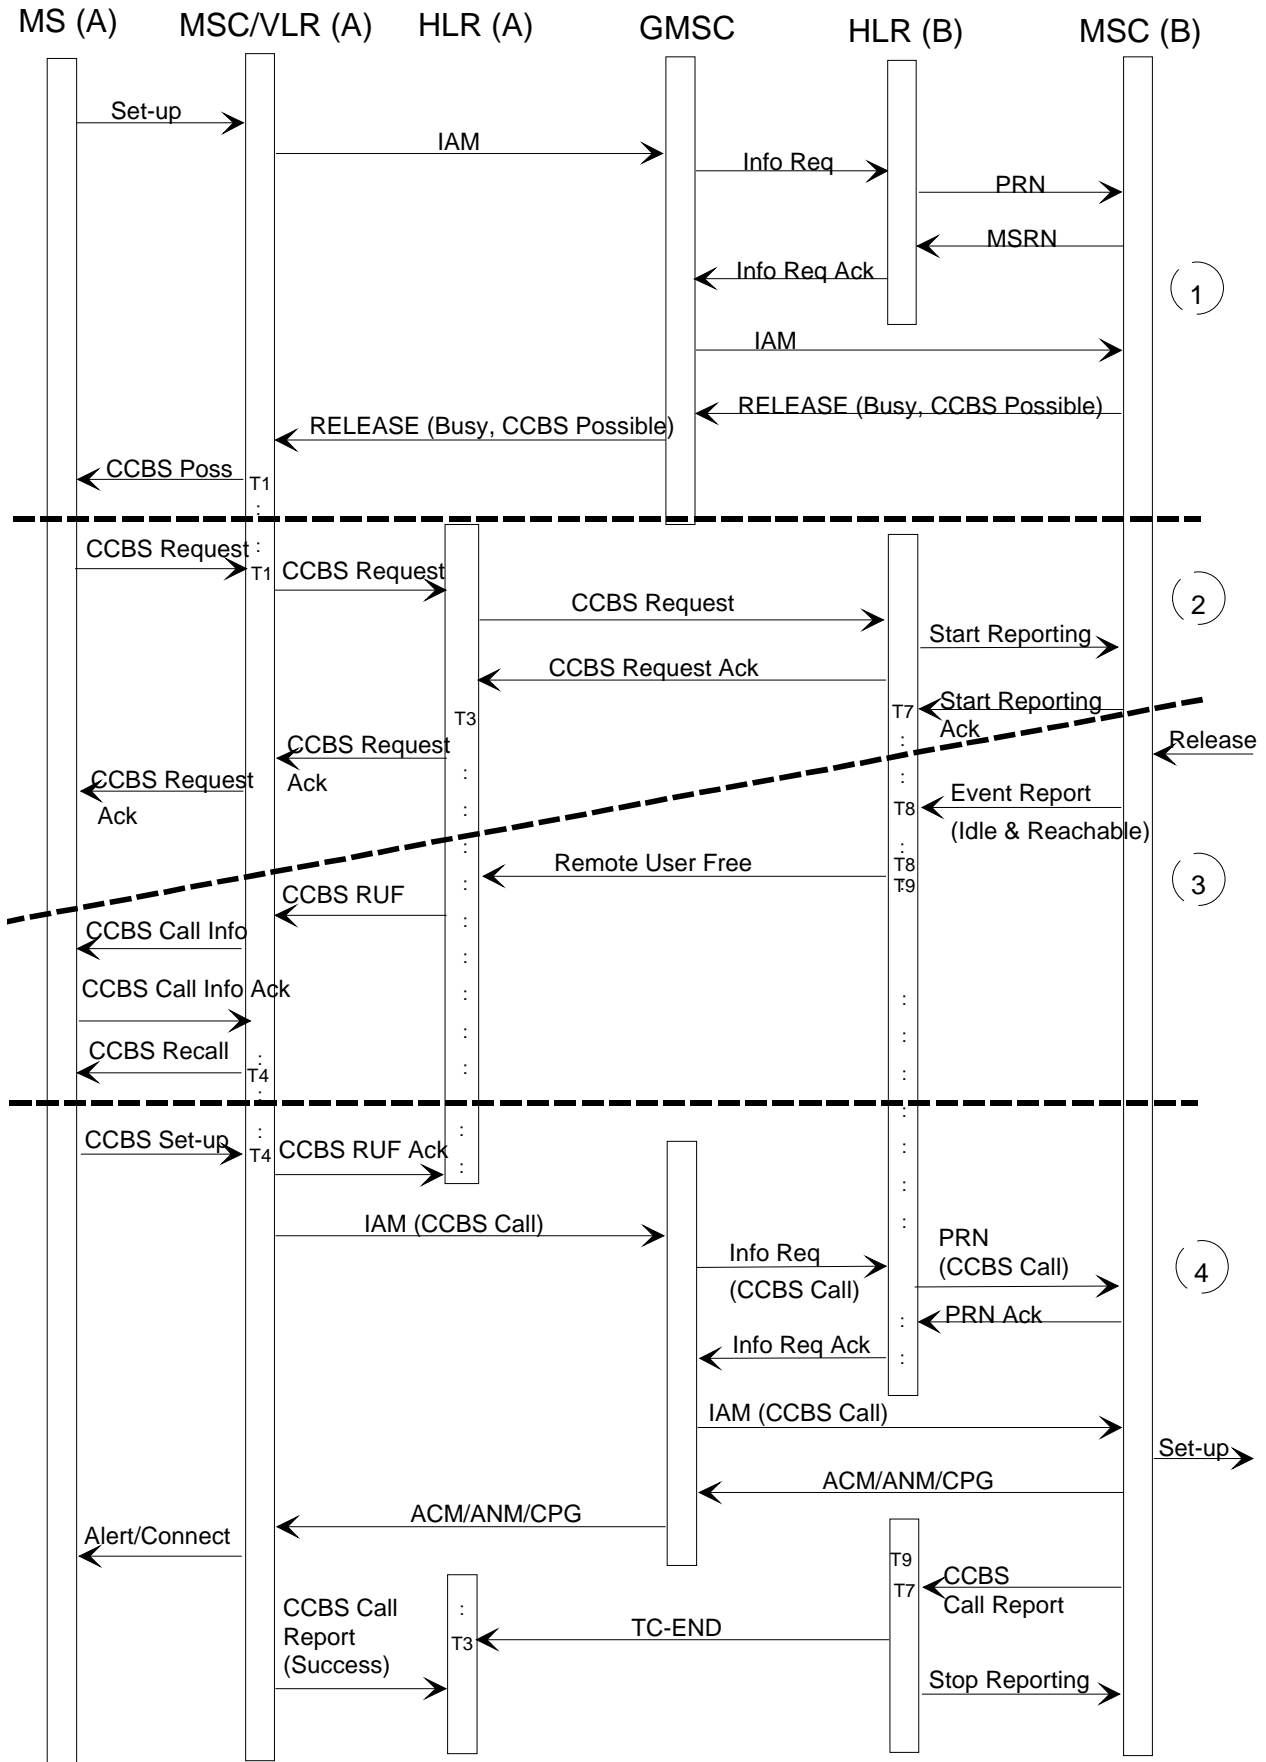 MS (A) MSC/VLR (A) HLR (A) GMSC HLR (B) MSC (B)
Set-up
IAM
Info Req
PRN
MSRN
Info Req Ack
1
IAM
RELEASE (Busy, CCBS Possible)
RELEASE (Busy, CCBS Possible)
CCBS Poss
T1
:
:
CCBS Request
T1
CCBS Request
CCBS Request
2
Start Reporting
CCBS Request Ack
T3
T7
Start Reporting
Ack
CCBS Request
Ack
Release
CCBS Request
Ack
Event Report
(Idle & Reachable)
T8
T8
T9
Remote User Free
3
CCBS RUF
CCBS Call Info
CCBS Call Info Ack
CCBS Recall
T4
CCBS Set-up
T4
CCBS RUF Ack
IAM (CCBS Call)
Info Req
(CCBS Call)
PRN
(CCBS Call)
4
PRN Ack
Info Req Ack
IAM (CCBS Call)
Set-up
ACM/ANM/CPG
ACM/ANM/CPG
Alert/Connect
T9
T7
CCBS
Call Report
CCBS Call
Report
(Success)
T3
TC-END
Stop Reporting